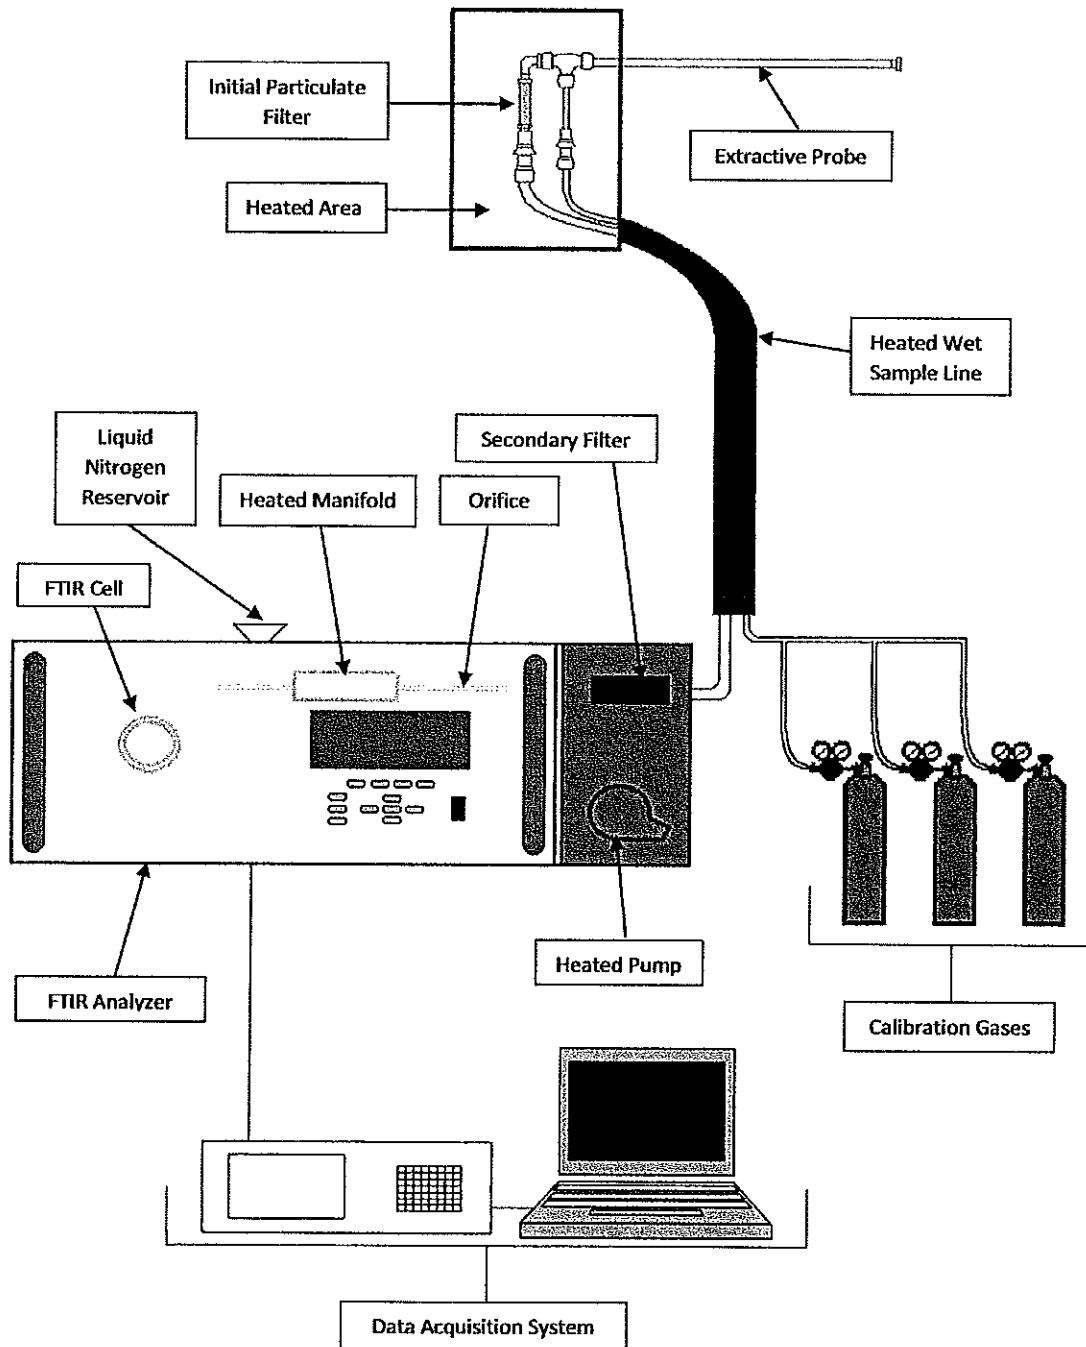 Initial Particulate
Filter
Extractive Probe
Heated Area
Heated Wet
Sample Line
Liquid
Nitrogen
Reservoir
Secondary Filter
Heated Manifold
Orifice
FTIR Cell
Heated Pump
FTIR Analyzer
Calibration Gases
Data Acquisition System